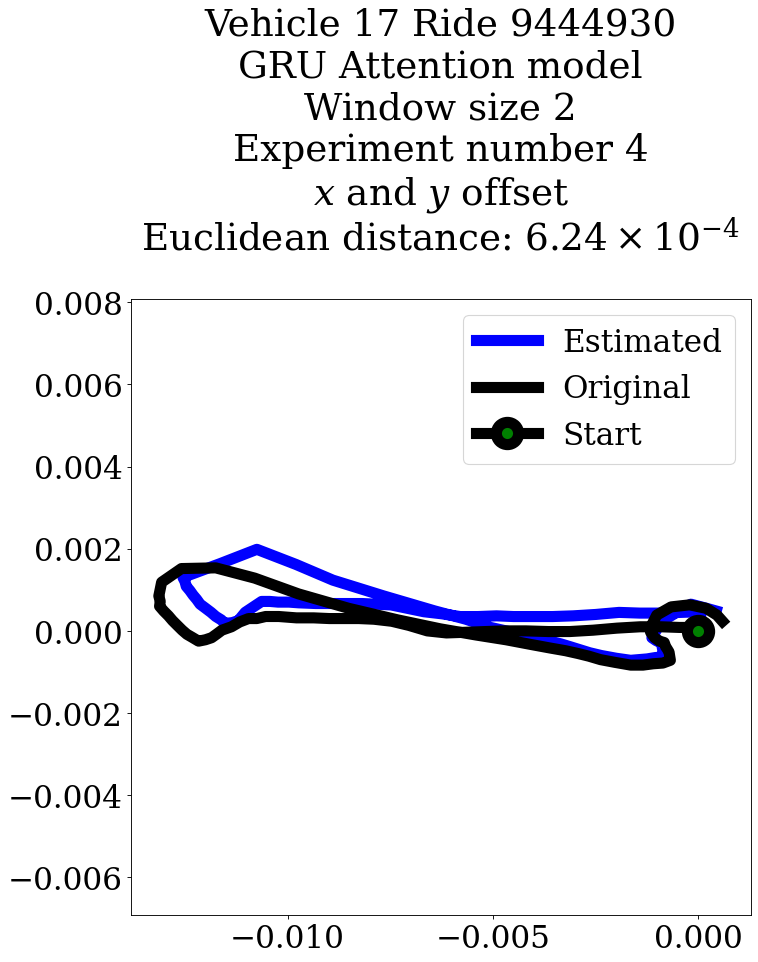 Vehicle 17 Ride 9444930
GRU Attention model
Window size 2
Experiment number 4
x and y offset
Euclidean distance: 6.24 × 10⁻⁴
0.008
0.006
0.004
0.002
0.000
−0.002
−0.004
−0.006
Estimated
Original
Start
−0.010 −0.005 0.000